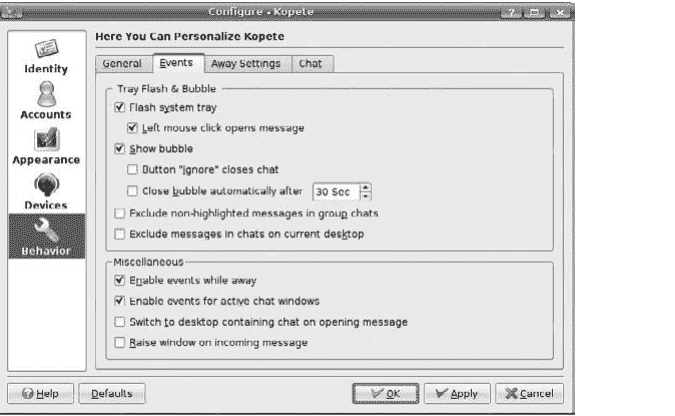 Configure - Kopete
Here You Can Personalize Kopete
Identity
Accounts
Appearance
Devices
Behavior
General Events Away Settings Chat
Tray Flash & Bubble
Flash system tray
Left mouse click opens message
Show bubble
Button "Ignore" closes chat
Close bubble automatically after 30 Sec
Exclude non-highlighted messages in group chats
Exclude messages in chats on current desktop
Miscellaneous
Enable events while away
Enable events for active chat windows
Switch to desktop containing chat on opening message
Raise window on incoming message
Help Defaults OK Apply Cancel